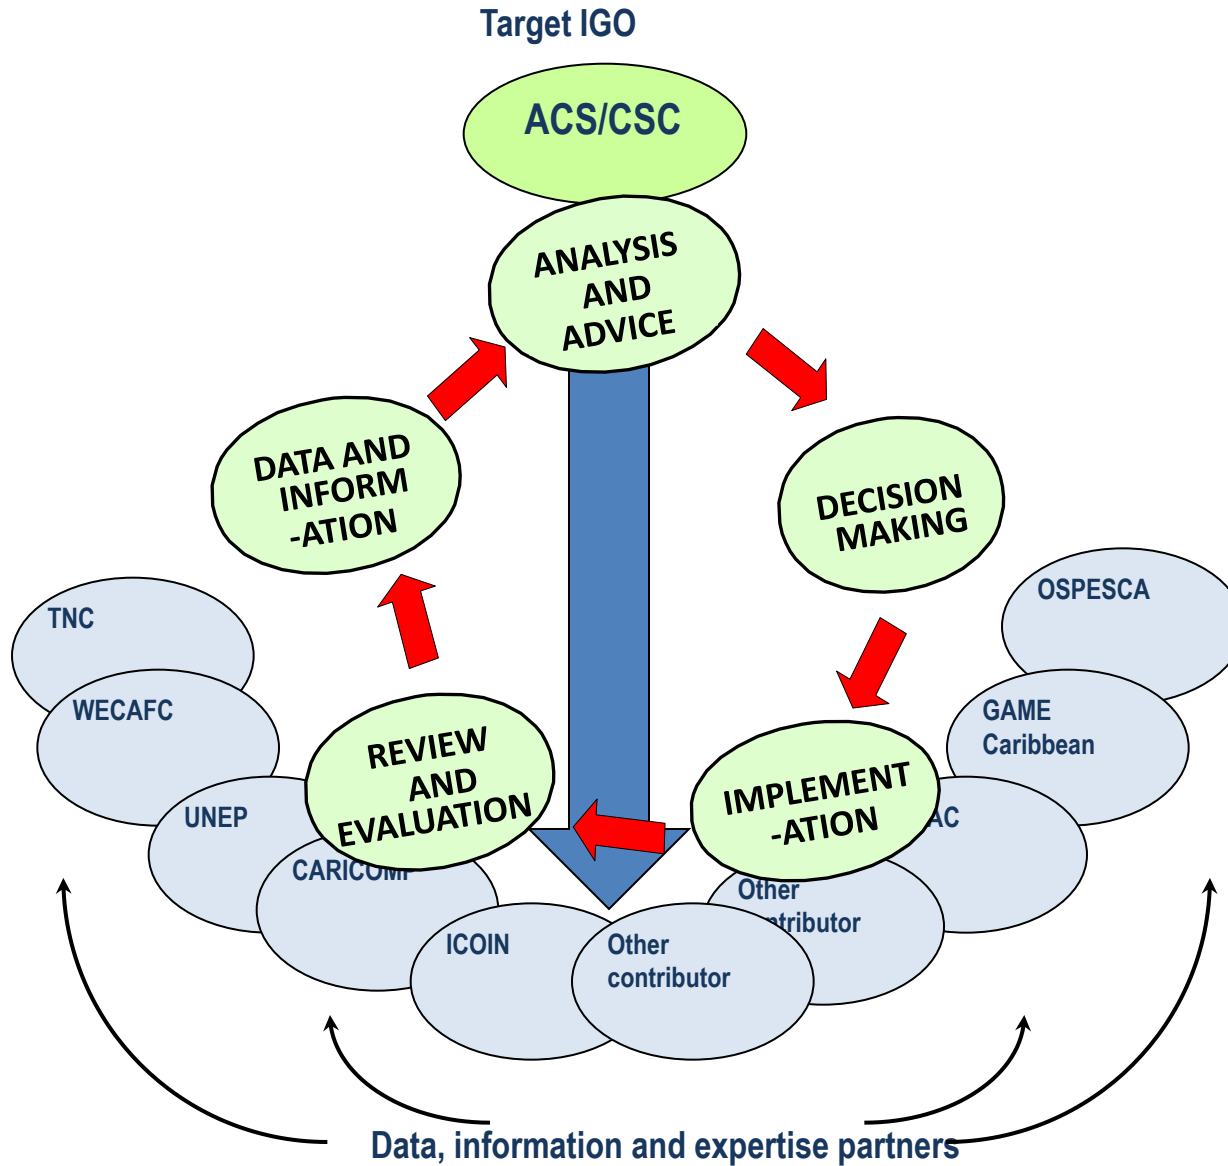 Target IGO
ACS/CSC
ANALYSIS
AND
ADVICE
DATA AND
INFORM
-ATION
DECISION
MAKING
OSPESCA
TNC
WECAFC
GAME
Caribbean
REVIEW
AND
EVALUATION
IMPLEMENT
-ATION
UNEP
CARICOMP
Other
ICOIN
Other
contributor
Data, information and expertise partners